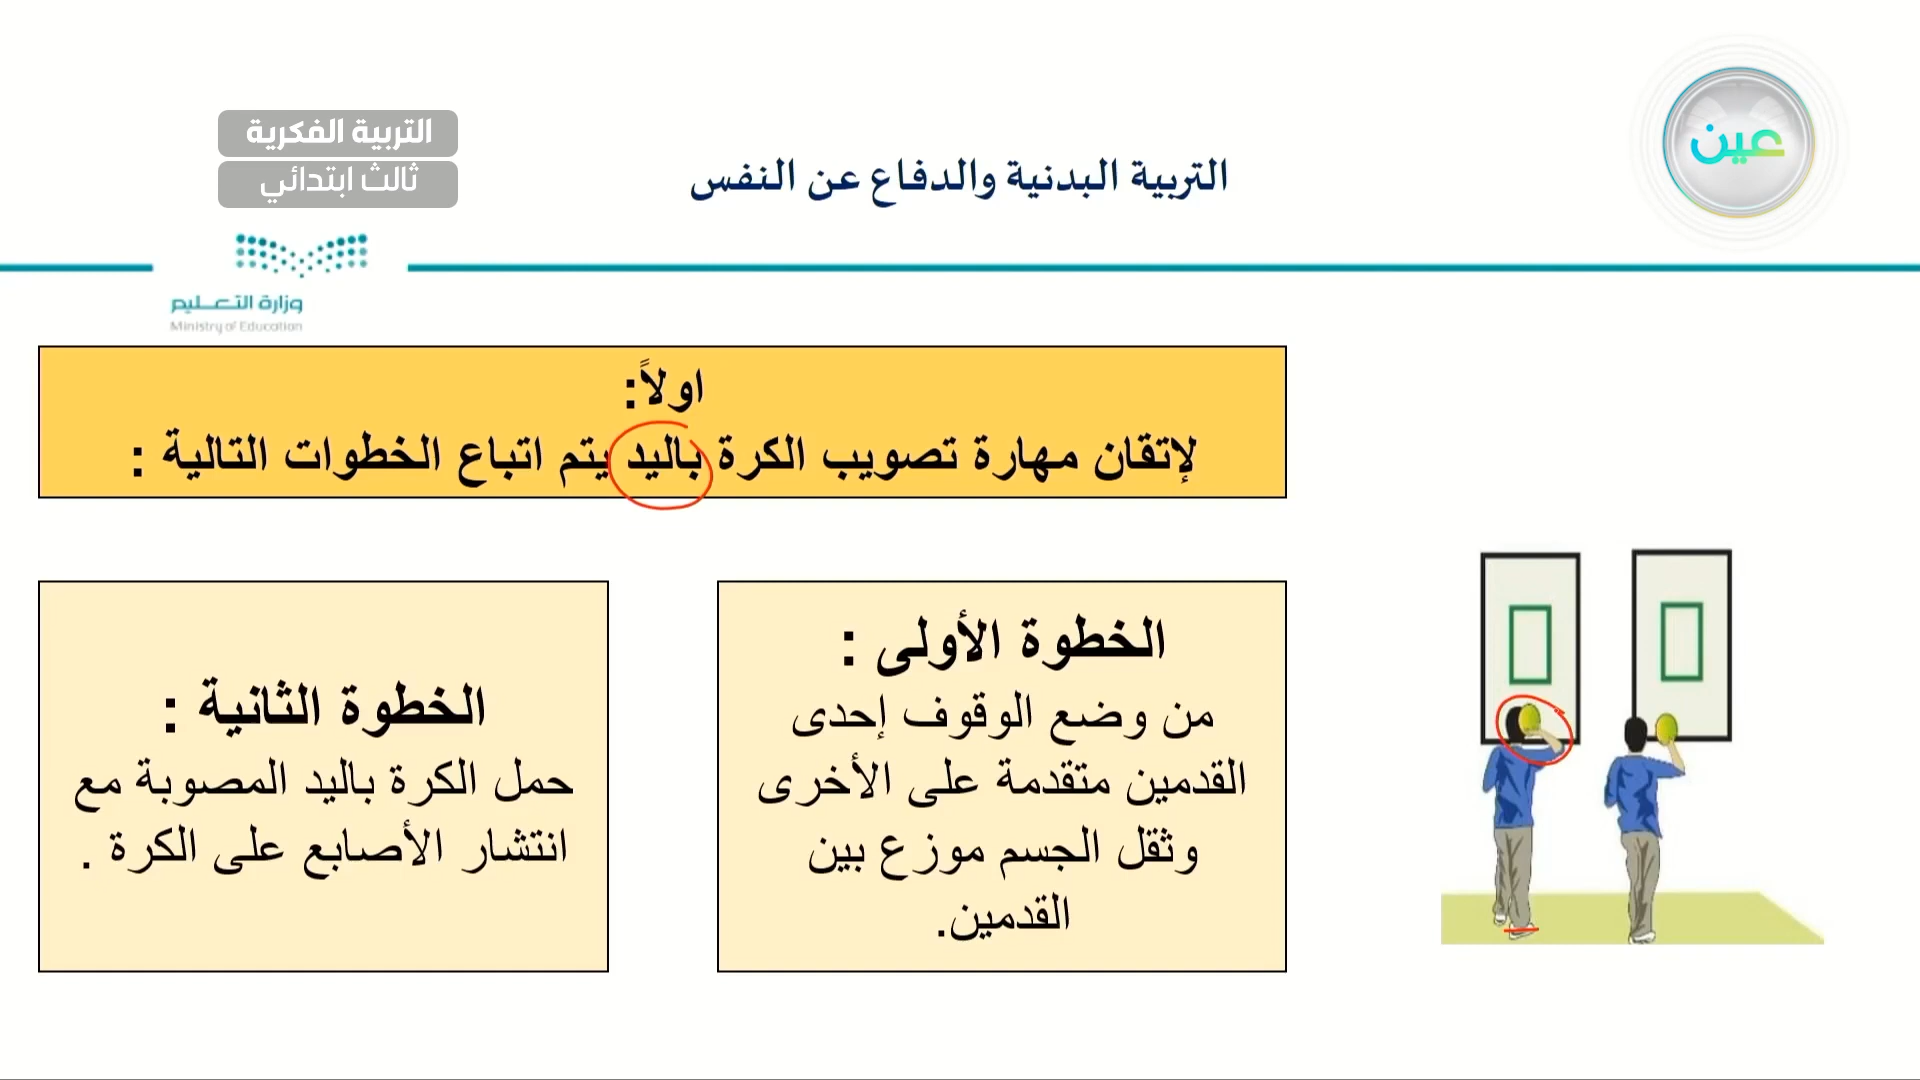 عين
التربية الفكرية
ثالث ابتدائي
التربية البدنية والدفاع عن النفس
وزارة التعـــليم
Ministry of Education
اولاً:
لإتقان مهارة تصويب الكرة باليد يتم اتباع الخطوات التالية :
الخطوة الأولى :
من وضع الوقوف إحدى
القدمين متقدمة على الأخرى
وثقل الجسم موزع بين
القدمين.
الخطوة الثانية :
حمل الكرة باليد المصوبة مع
انتشار الأصابع على الكرة .